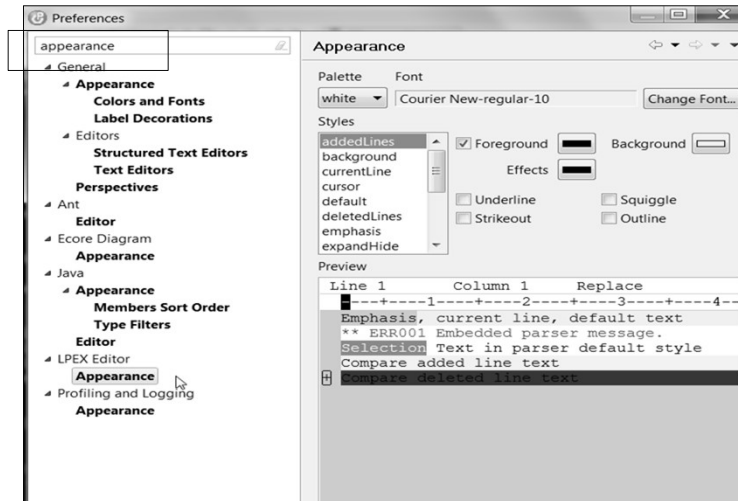 Preferences
appearance
General
Appearance
Colors and Fonts
Label Decorations
Editors
Structured Text Editors
Text Editors
Perspectives
Ant
Editor
Ecore Diagram
Appearance
Java
Appearance
Members Sort Order
Type Filters
Editor
LPEX Editor
Appearance
Profiling and Logging
Appearance
Appearance
Palette Font
white Courier New-regular-10 Change Font...
Styles
addedLines
background
currentLine
cursor
default
deletedLines
emphasis
expandHide
Foreground Background
Effects
Underline Squiggle
Strikeout Outline
Preview
Line 1 Column 1 Replace
----+----1----+----2----+----3----+----4--
Emphasis, current line, default text
** ERR001 Embedded parser message.
Selection Text in parser default style
Compare added line text
+ Compare deleted line text